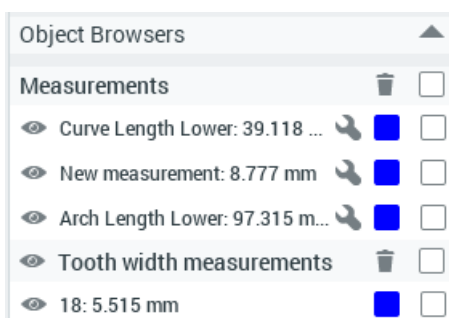 Object Browsers
Measurements
Curve Length Lower: 39.118 ...
New measurement: 8.777 mm
Arch Length Lower: 97.315 m...
Tooth width measurements
18: 5.515 mm